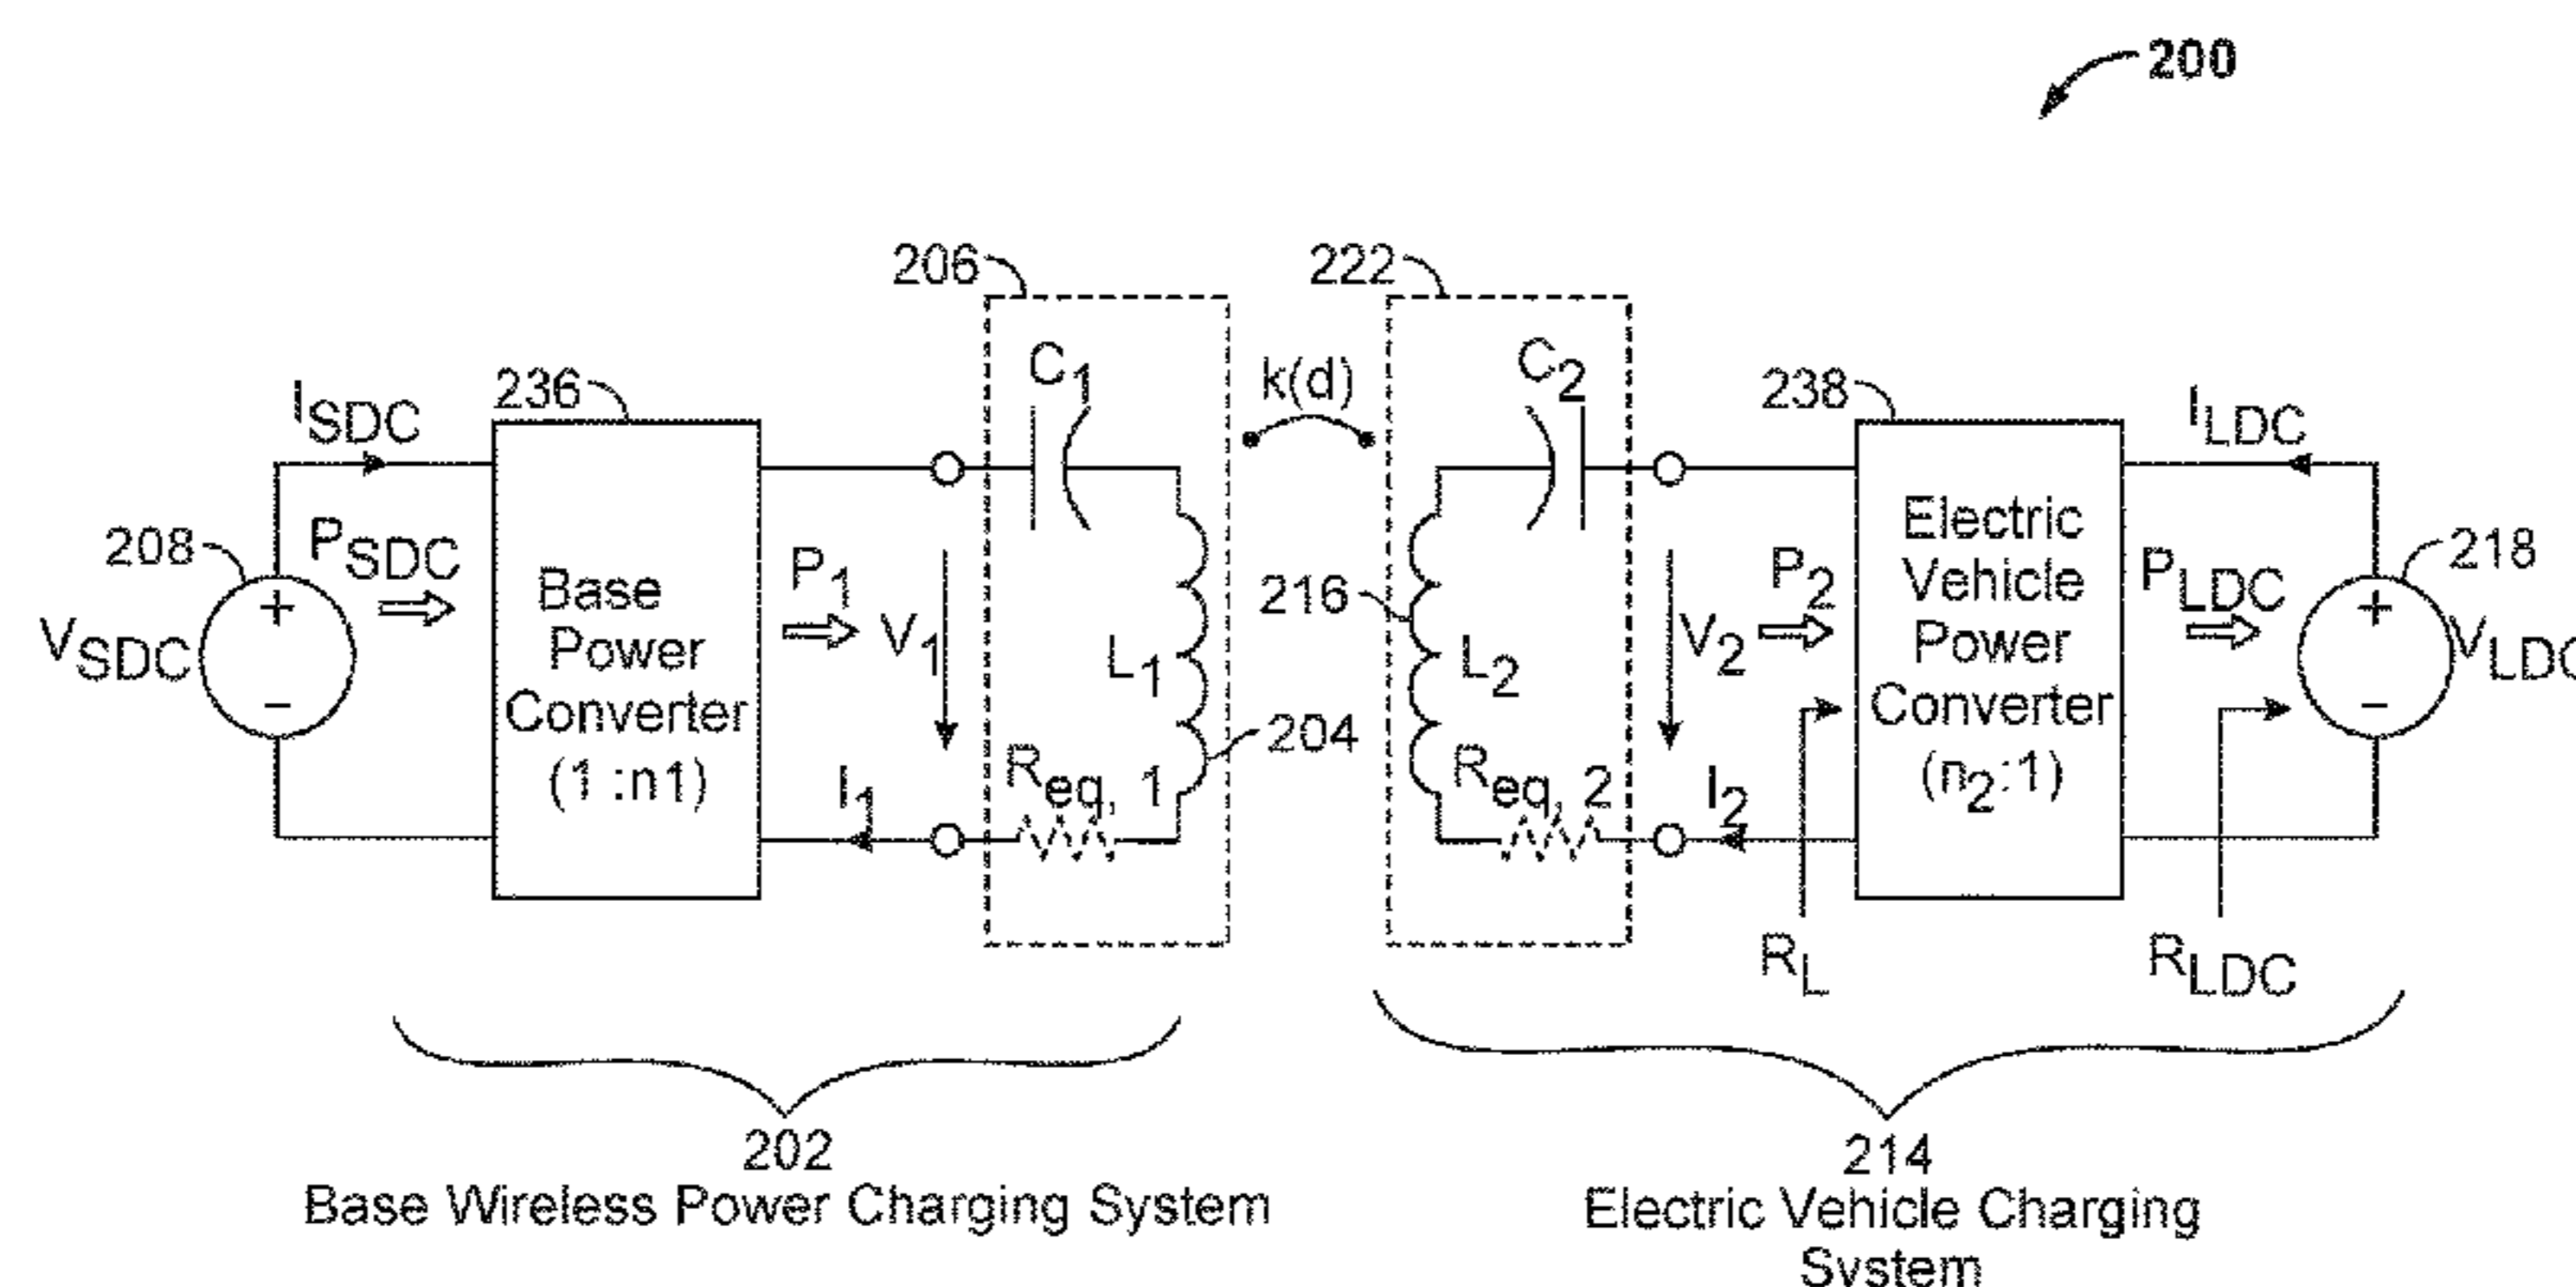 200
206
222
C1
k(d)
C2
236
238
ISDC
ILDC
208
PSDC
Base
Power
Converter
(1 :n1)
P1
V1
L1
204
216
L2
V2
P2
Electric
Vehicle
Power
Converter
(n2:1)
PLDC
218
VSDC
+
−
+
−
VLDC
I1
Req, 1
Req, 2
I2
RL
RLDC
202
Base Wireless Power Charging System
214
Electric Vehicle Charging
System